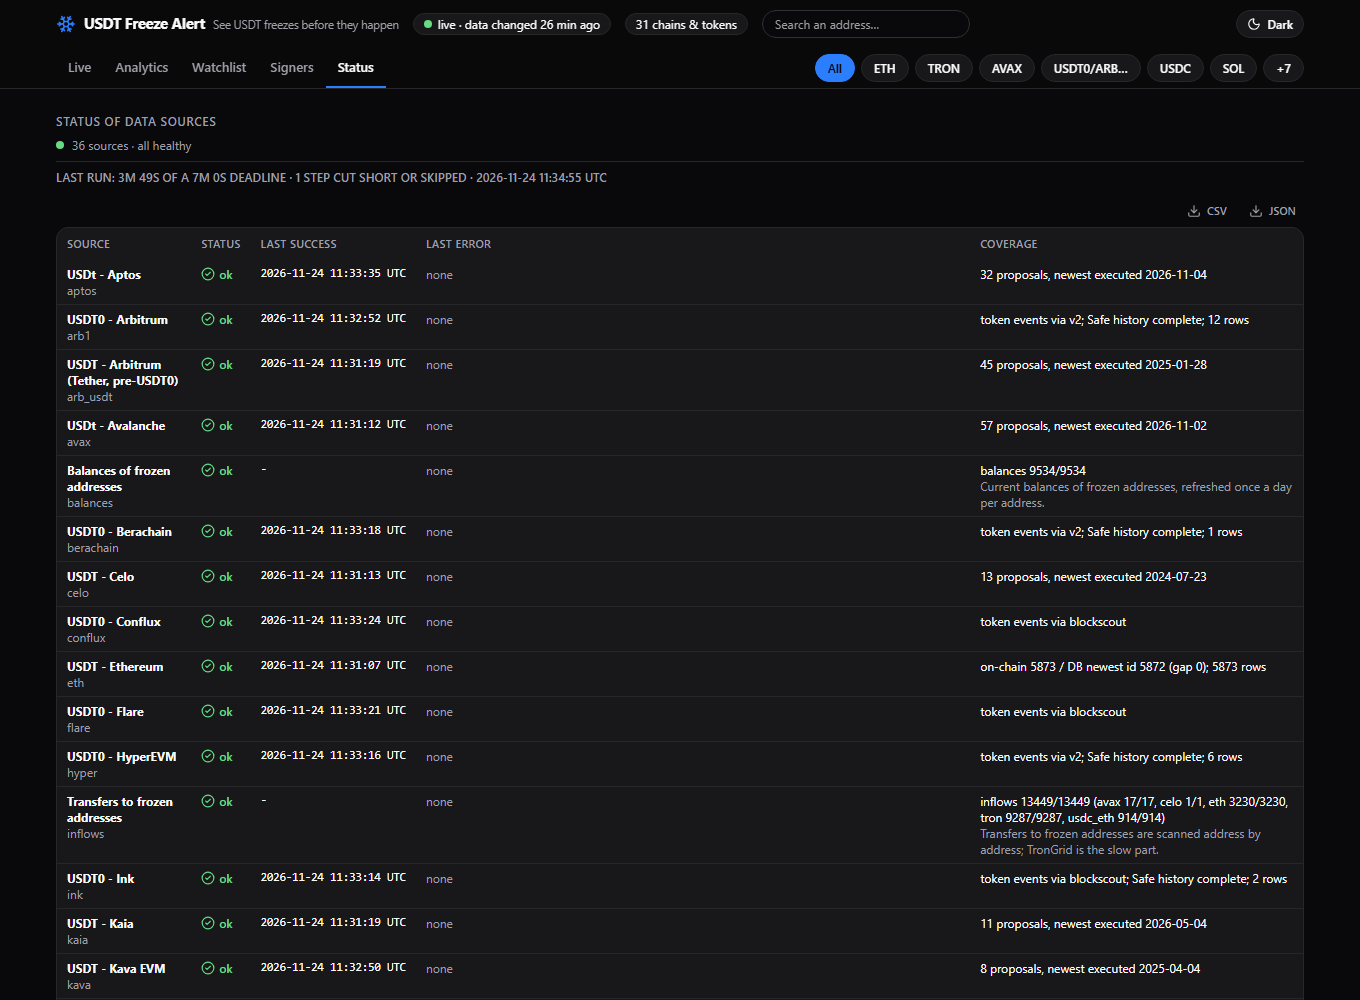 USDT Freeze Alert See USDT freezes before they happen
live · data changed 26 min ago
31 chains & tokens
Search an address...
Dark
Live Analytics Watchlist Signers Status
All ETH TRON AVAX USDT0/ARB... USDC SOL +7
STATUS OF DATA SOURCES
36 sources · all healthy
LAST RUN: 3M 49S OF A 7M 0S DEADLINE · 1 STEP CUT SHORT OR SKIPPED · 2026-11-24 11:34:55 UTC
CSV JSON
SOURCE STATUS LAST SUCCESS LAST ERROR COVERAGE
USDt - Aptos ok 2026-11-24 11:33:35 UTC none 32 proposals, newest executed 2026-11-04
aptos
USDT0 - Arbitrum ok 2026-11-24 11:32:52 UTC none token events via v2; Safe history complete; 12 rows
arb1
USDT - Arbitrum ok 2026-11-24 11:31:19 UTC none 45 proposals, newest executed 2025-01-28
(Tether, pre-USDT0)
arb_usdt
USDt - Avalanche ok 2026-11-24 11:31:12 UTC none 57 proposals, newest executed 2026-11-02
avax
Balances of frozen ok - none balances 9534/9534
addresses Current balances of frozen addresses, refreshed once a day
balances per address.
USDT0 - Berachain ok 2026-11-24 11:33:18 UTC none token events via v2; Safe history complete; 1 rows
berachain
USDT - Celo ok 2026-11-24 11:31:13 UTC none 13 proposals, newest executed 2024-07-23
celo
USDT0 - Conflux ok 2026-11-24 11:33:24 UTC none token events via blockscout
conflux
USDT - Ethereum ok 2026-11-24 11:31:07 UTC none on-chain 5873 / DB newest id 5872 (gap 0); 5873 rows
eth
USDT0 - Flare ok 2026-11-24 11:33:21 UTC none token events via blockscout
flare
USDT0 - HyperEVM ok 2026-11-24 11:33:16 UTC none token events via v2; Safe history complete; 6 rows
hyper
Transfers to frozen ok - none inflows 13449/13449 (avax 17/17, celo 1/1, eth 3230/3230,
addresses tron 9287/9287, usdc_eth 914/914)
inflows Transfers to frozen addresses are scanned address by
address; TronGrid is the slow part.
USDT0 - Ink ok 2026-11-24 11:33:14 UTC none token events via blockscout; Safe history complete; 2 rows
ink
USDT - Kaia ok 2026-11-24 11:31:19 UTC none 11 proposals, newest executed 2026-05-04
kaia
USDT - Kava EVM ok 2026-11-24 11:32:50 UTC none 8 proposals, newest executed 2025-04-04
kava